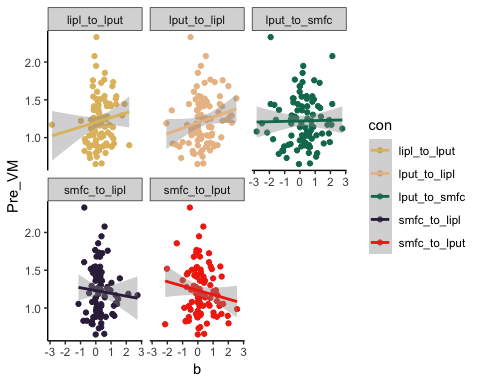 lipl_to_lput lput_to_lipl lput_to_smfc
2.0
1.5
1.0
-3 -2 -1 0 1 2 3
smfc_to_lipl smfc_to_lput
2.0
1.5
1.0
-3 -2 -1 0 1 2 3 -3 -2 -1 0 1 2 3
Pre_VM
b
con
lipl_to_lput
lput_to_lipl
lput_to_smfc
smfc_to_lipl
smfc_to_lput